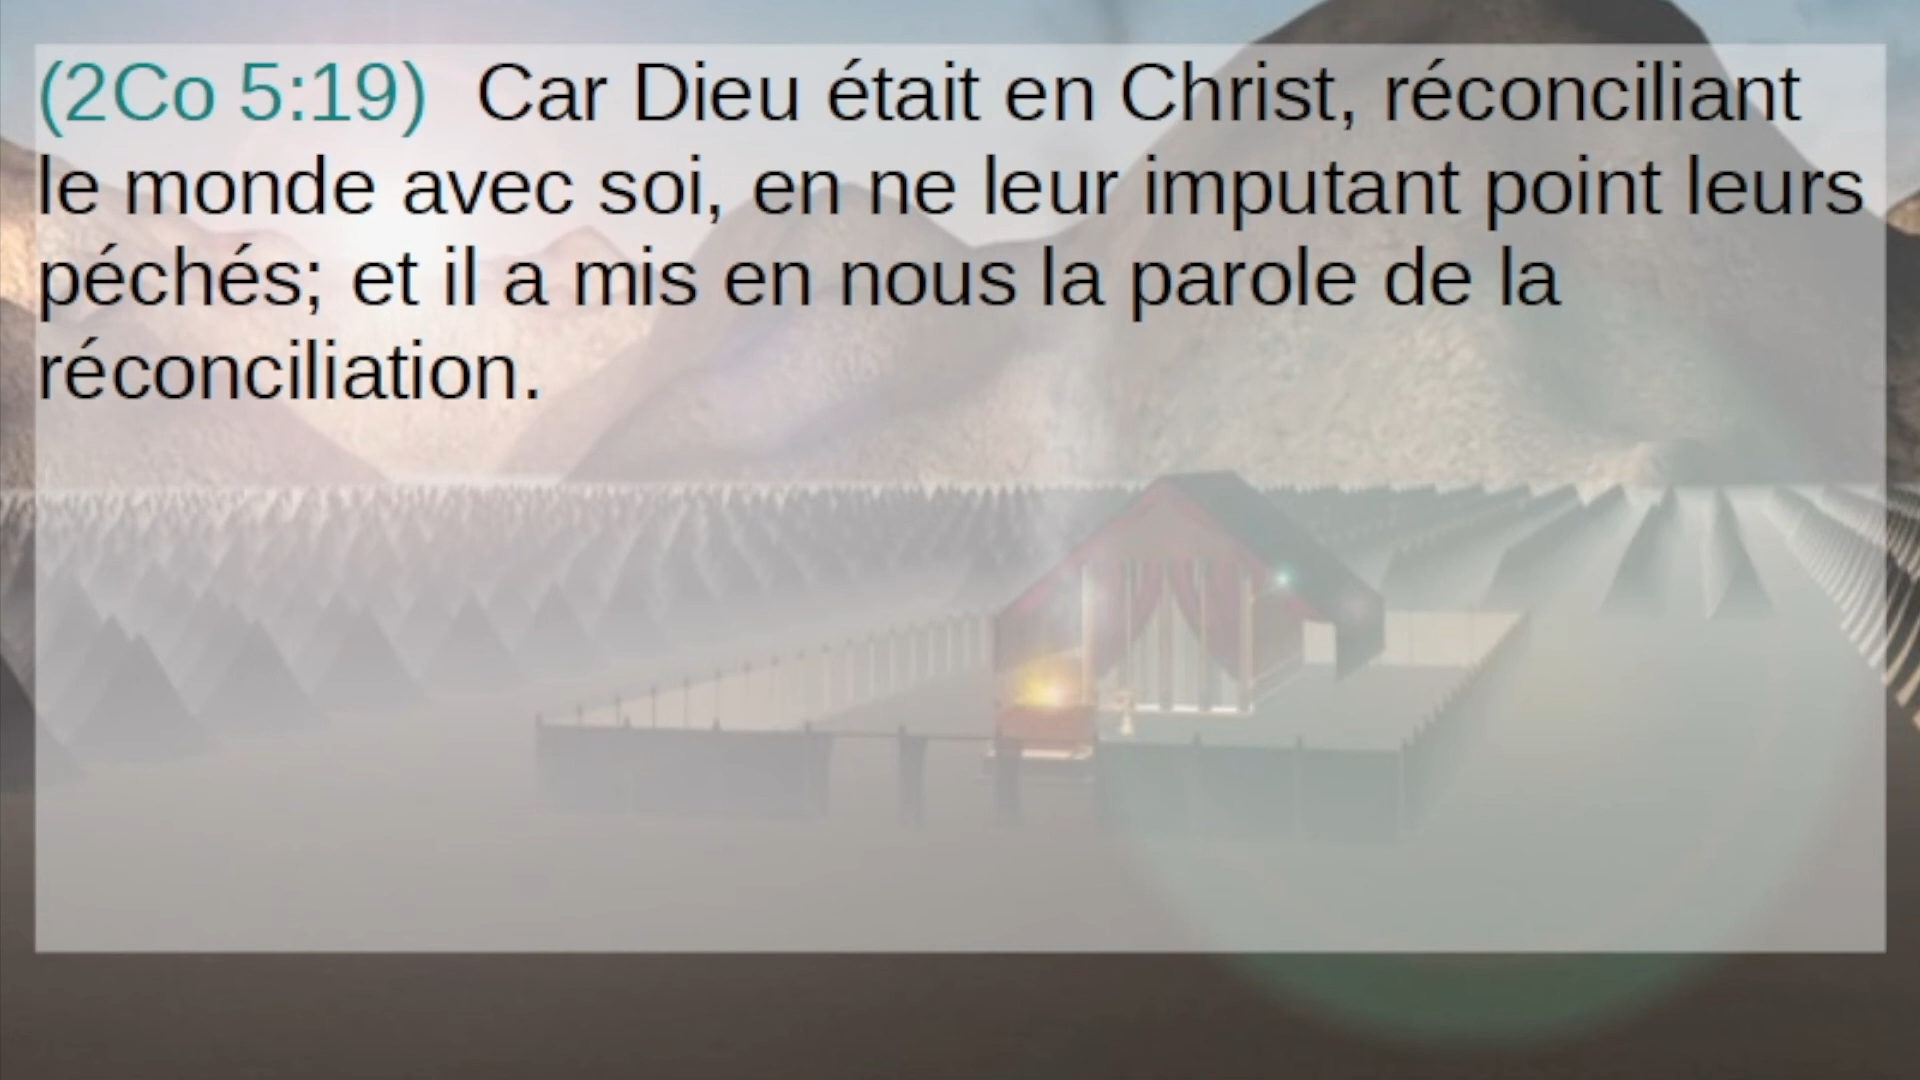 (2Co 5:19) Car Dieu était en Christ, réconciliant
le monde avec soi, en ne leur imputant point leurs
péchés; et il a mis en nous la parole de la
réconciliation.